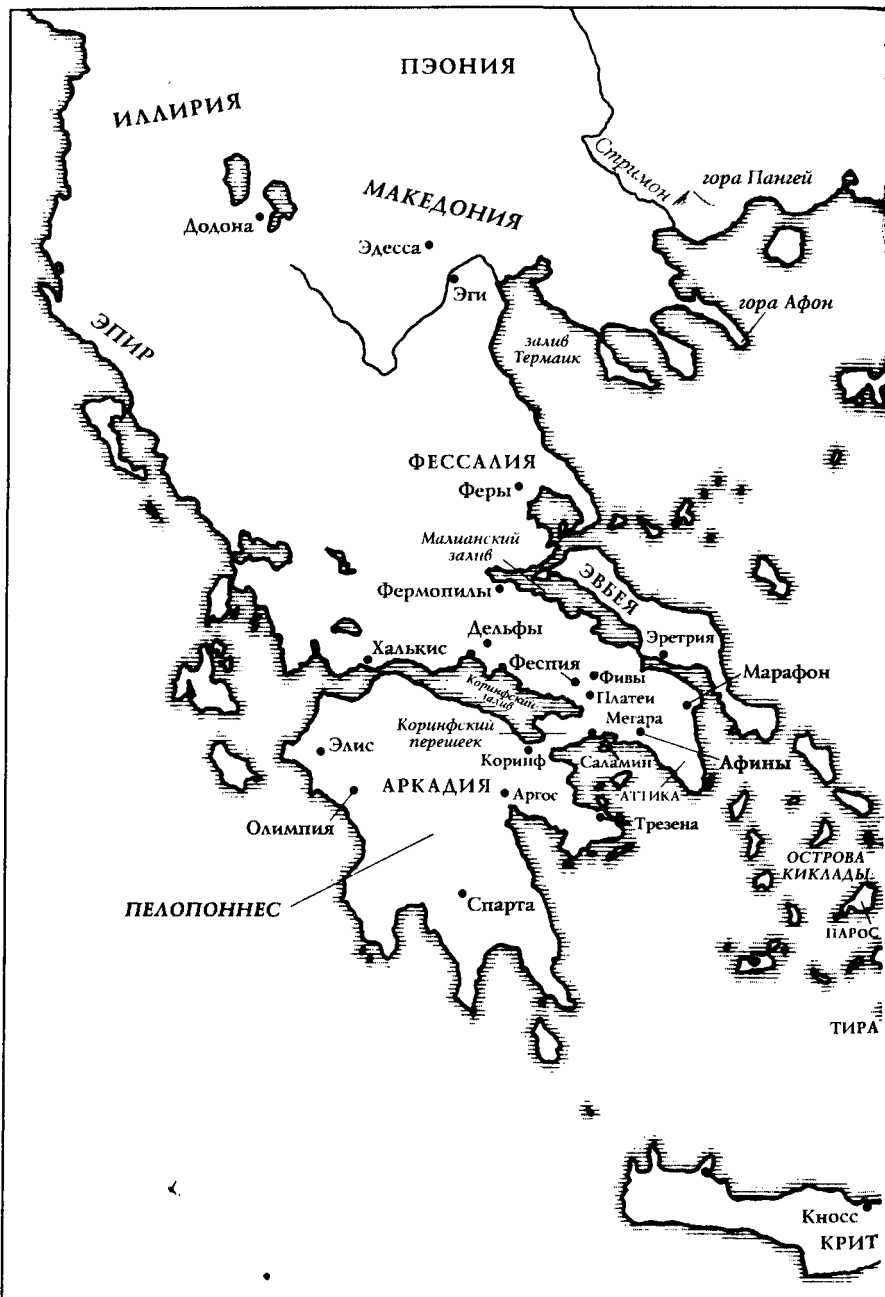 ПЭОНИЯ
ИЛЛИРИЯ
Стримон
гора Пангей
МАКЕДОНИЯ
Додона
Эдесса
Эги
гора Афон
ЭПИР
залив
Термаик
ФЕССАЛИЯ
Феры
Малианский
залив
ЭВБЕЯ
Фермопилы
Дельфы
Эретрия
Халькис
Феспия
Фивы
Марафон
Коринфский
залив
Платеи
Мегара
Коринфский
перешеек
Элис
Коринф
Саламин
Афины
АРКАДИЯ
Аргос
АТТИКА
Олимпия
Трезена
ОСТРОВА
КИКЛАДЫ
ПЕЛОПОННЕС
Спарта
ПАРОС
ТИРА
Кносс
КРИТ